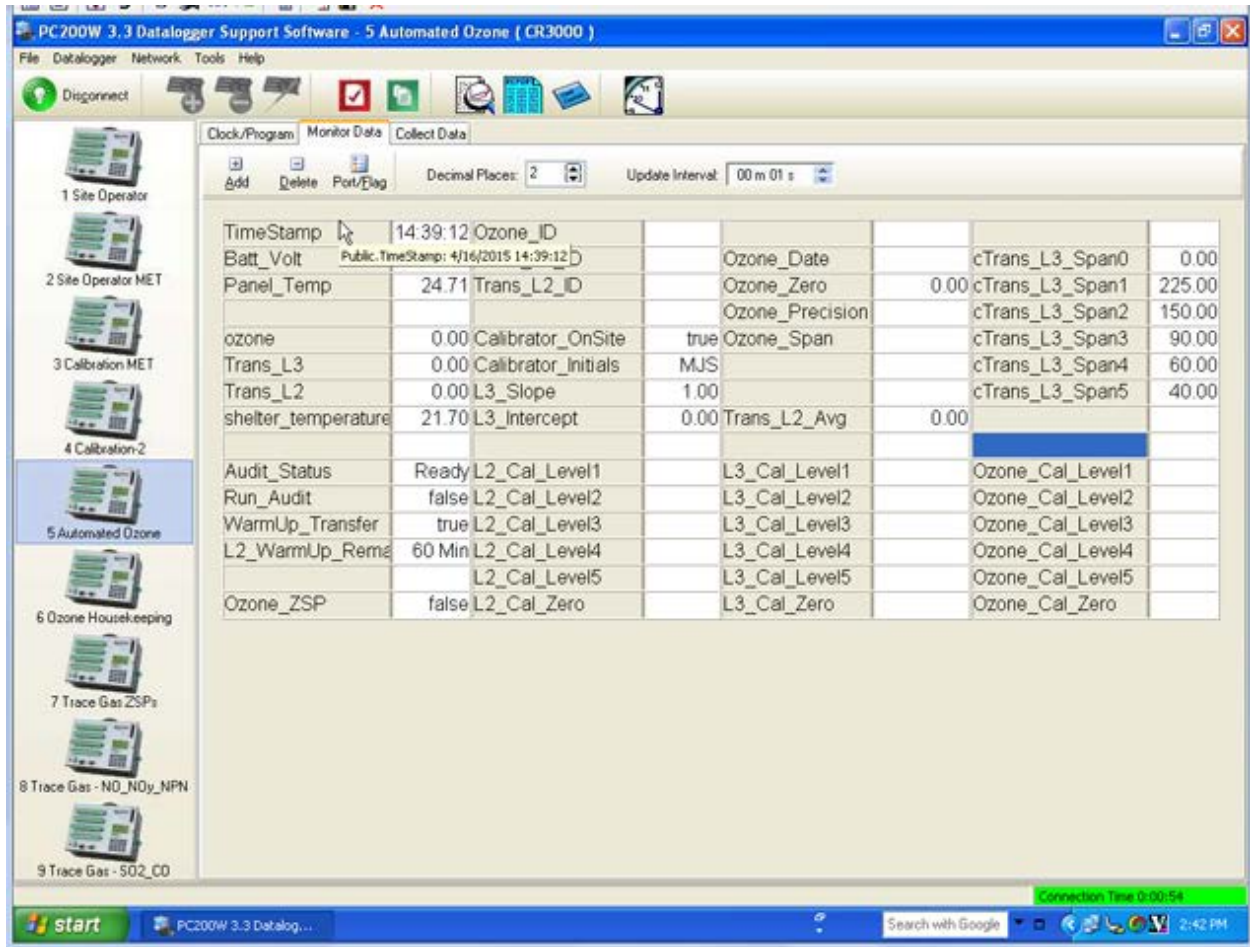 PC200W 3.3 Datalogger Support Software - 5 Automated Ozone ( CR3000 )
File Datalogger Network Tools Help
Disconnect
Clock/Program Monitor Data Collect Data
Add Delete Port/Flag Decimal Places: 2 Update Interval: 00 m 01 s
1 Site Operator
2 Site Operator MET
3 Calibration MET
4 Calibration-2
5 Automated Ozone
6 Ozone Housekeeping
7 Trace Gas ZSPs
8 Trace Gas - NO_NOy_NPN
9 Trace Gas - SO2_CO
TimeStamp 14:39:12 Ozone_ID
Public.TimeStamp: 4/16/2015 14:39:12
Batt_Volt D Ozone_Date cTrans_L3_Span0 0.00
Panel_Temp 24.71 Trans_L2_ID Ozone_Zero 0.00 cTrans_L3_Span1 225.00
Ozone_Precision cTrans_L3_Span2 150.00
ozone 0.00 Calibrator_OnSite true Ozone_Span cTrans_L3_Span3 90.00
Trans_L3 0.00 Calibrator_Initials MJS cTrans_L3_Span4 60.00
Trans_L2 0.00 L3_Slope 1.00 cTrans_L3_Span5 40.00
shelter_temperature 21.70 L3_Intercept 0.00 Trans_L2_Avg 0.00
Audit_Status Ready L2_Cal_Level1 L3_Cal_Level1 Ozone_Cal_Level1
Run_Audit false L2_Cal_Level2 L3_Cal_Level2 Ozone_Cal_Level2
WarmUp_Transfer true L2_Cal_Level3 L3_Cal_Level3 Ozone_Cal_Level3
L2_WarmUp_Rema 60 Min L2_Cal_Level4 L3_Cal_Level4 Ozone_Cal_Level4
L2_Cal_Level5 L3_Cal_Level5 Ozone_Cal_Level5
Ozone_ZSP false L2_Cal_Zero L3_Cal_Zero Ozone_Cal_Zero
Connection Time 0:00:54
start PC200W 3.3 Datalog... Search with Google 2:42 PM